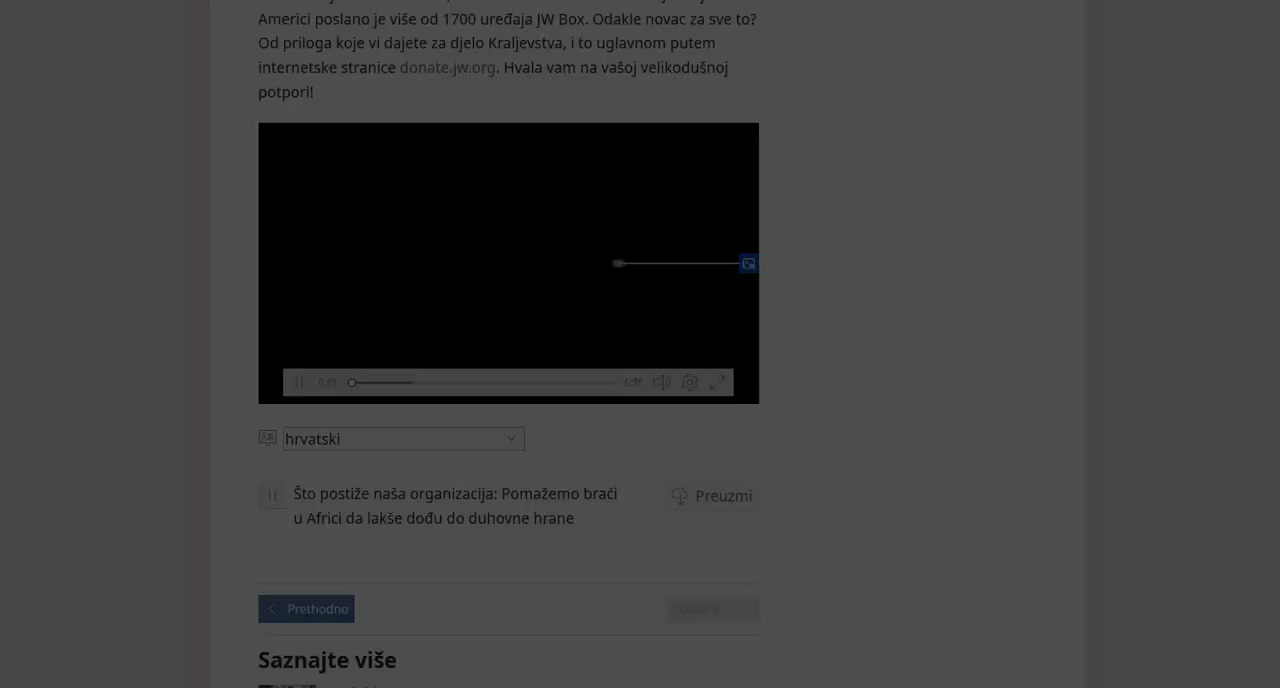 Americi poslano je više od 1700 uređaja JW Box. Odakle novac za sve to?
Od priloga koje vi dajete za djelo Kraljevstva, i to uglavnom putem
internetske stranice donate.jw.org. Hvala vam na vašoj velikodušnoj
potpori!
hrvatski
Što postiže naša organizacija: Pomažemo braći
u Africi da lakše dođu do duhovne hrane
Preuzmi
Prethodno
Saznajte više